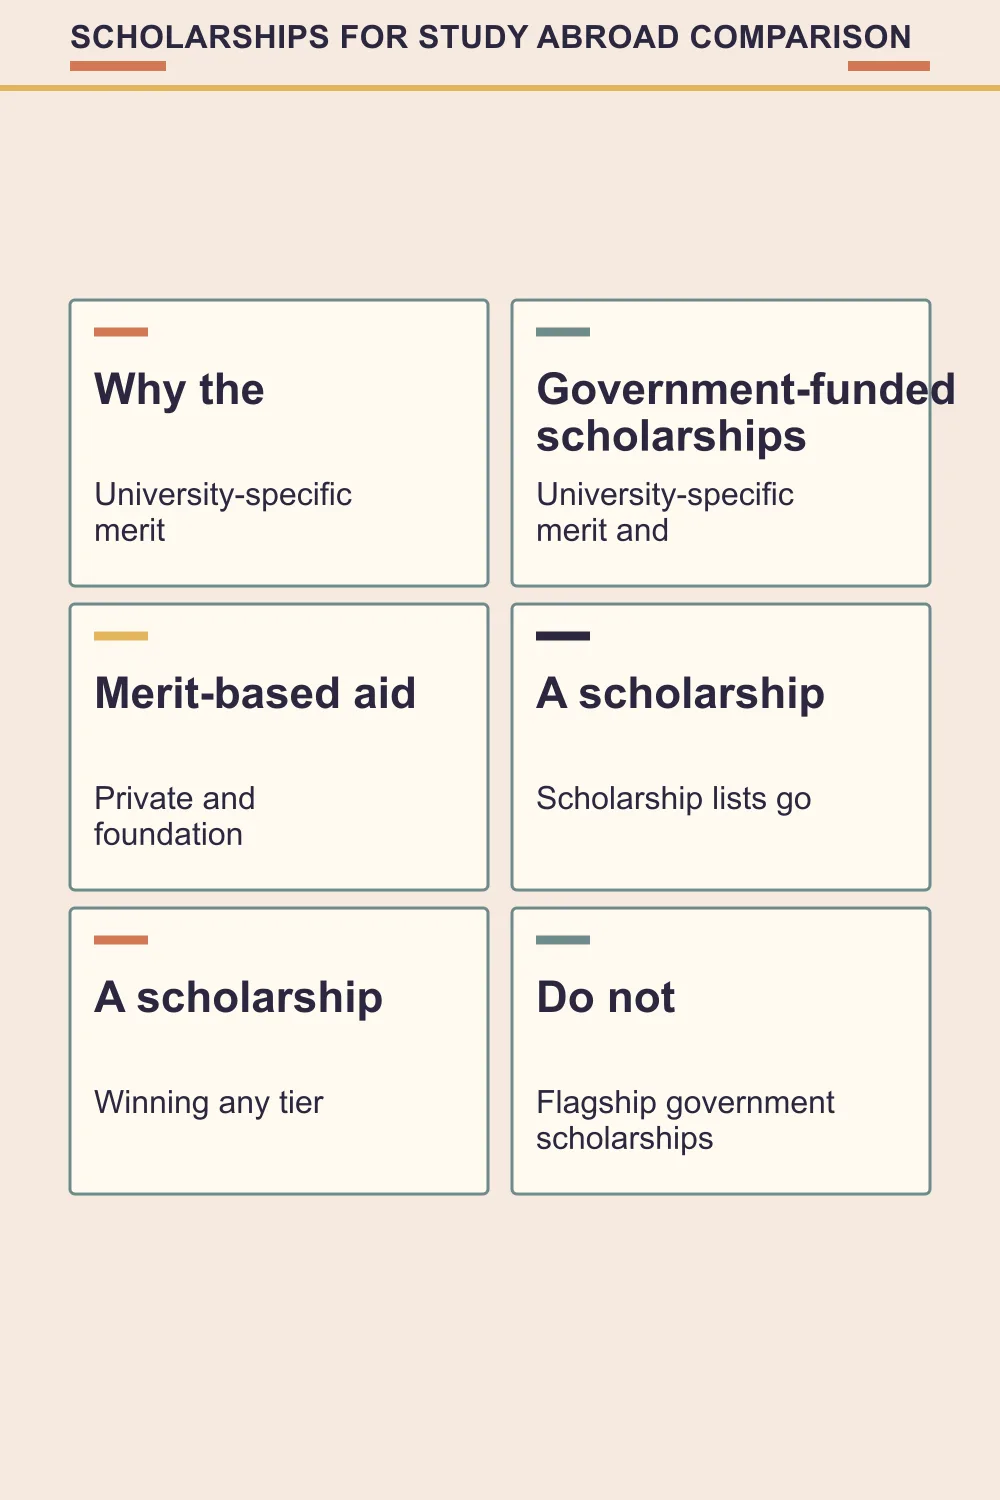 SCHOLARSHIPS FOR STUDY ABROAD COMPARISON
Why the
University-specific
merit
Government-funded
scholarships
University-specific
merit and
Merit-based aid
Private and
foundation
A scholarship
Scholarship lists go
A scholarship
Winning any tier
Do not
Flagship government
scholarships